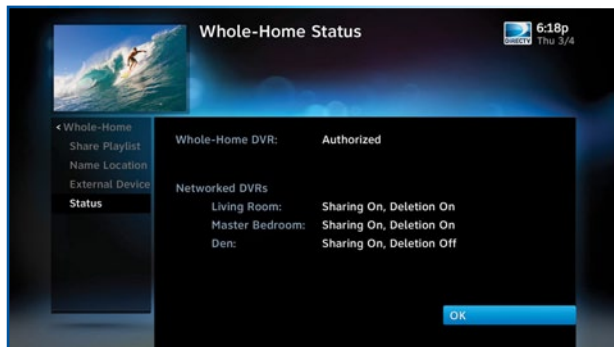 Whole-Home Status
DIRECTV
6:18p
Thu 3/4
<Whole-Home
Share Playlist
Name Location
External Device
Status
Whole-Home DVR: Authorized
Networked DVRs
Living Room: Sharing On, Deletion On
Master Bedroom: Sharing On, Deletion On
Den: Sharing On, Deletion Off
OK